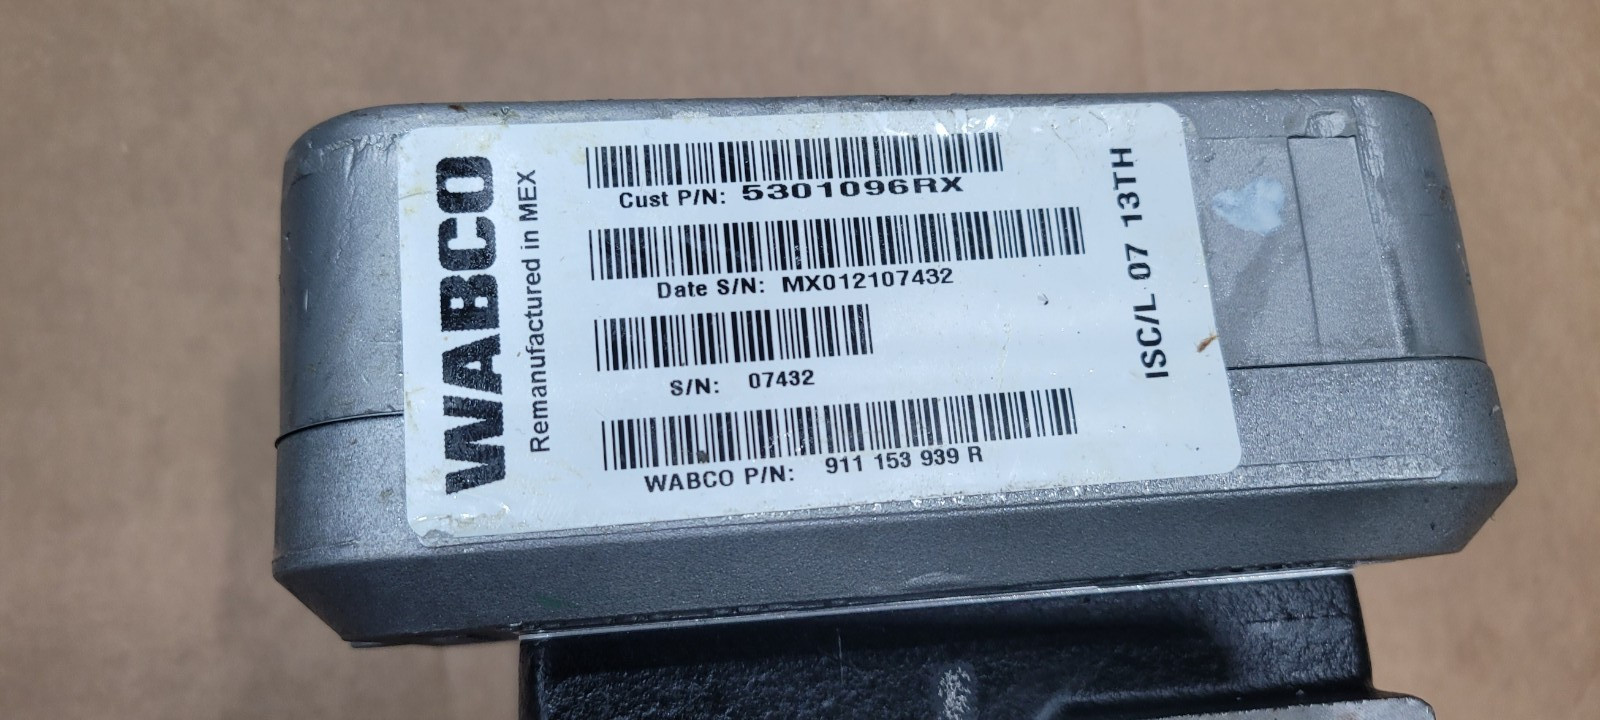 WABCO
Remanufactured in MEX
Cust P/N: 5301096RX
Date S/N: MX012107432
S/N: 07432
WABCO P/N: 911 153 939 R
ISC/L 07 13TH